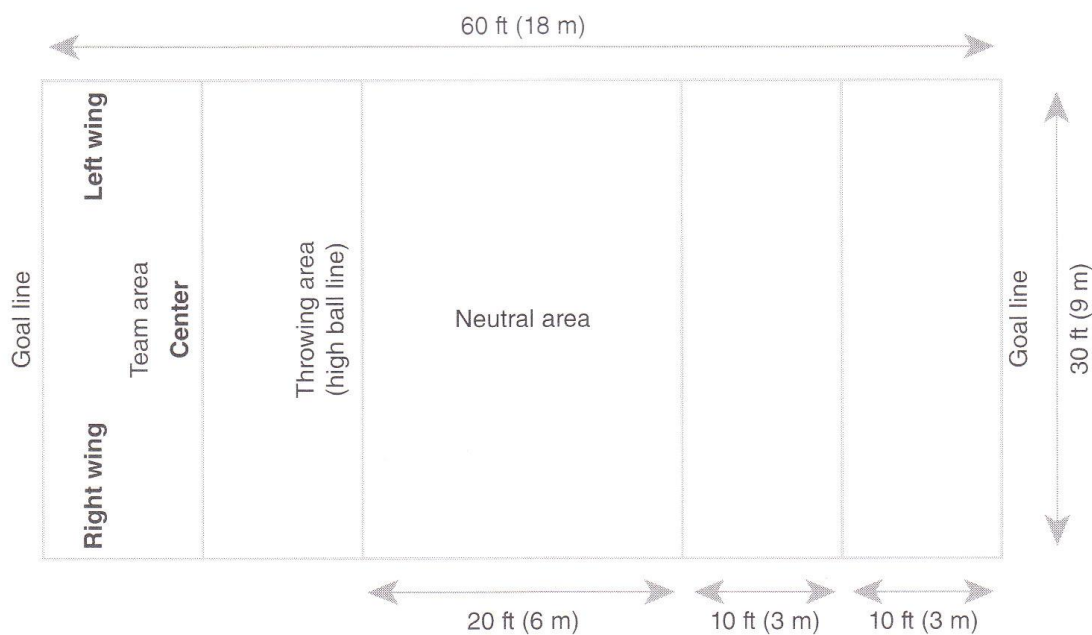 60 ft (18 m)
Goal line
Left wing
Right wing
Team area
Center
Throwing area
(high ball line)
Neutral area
Goal line
30 ft (9 m)
20 ft (6 m)
10 ft (3 m)
10 ft (3 m)